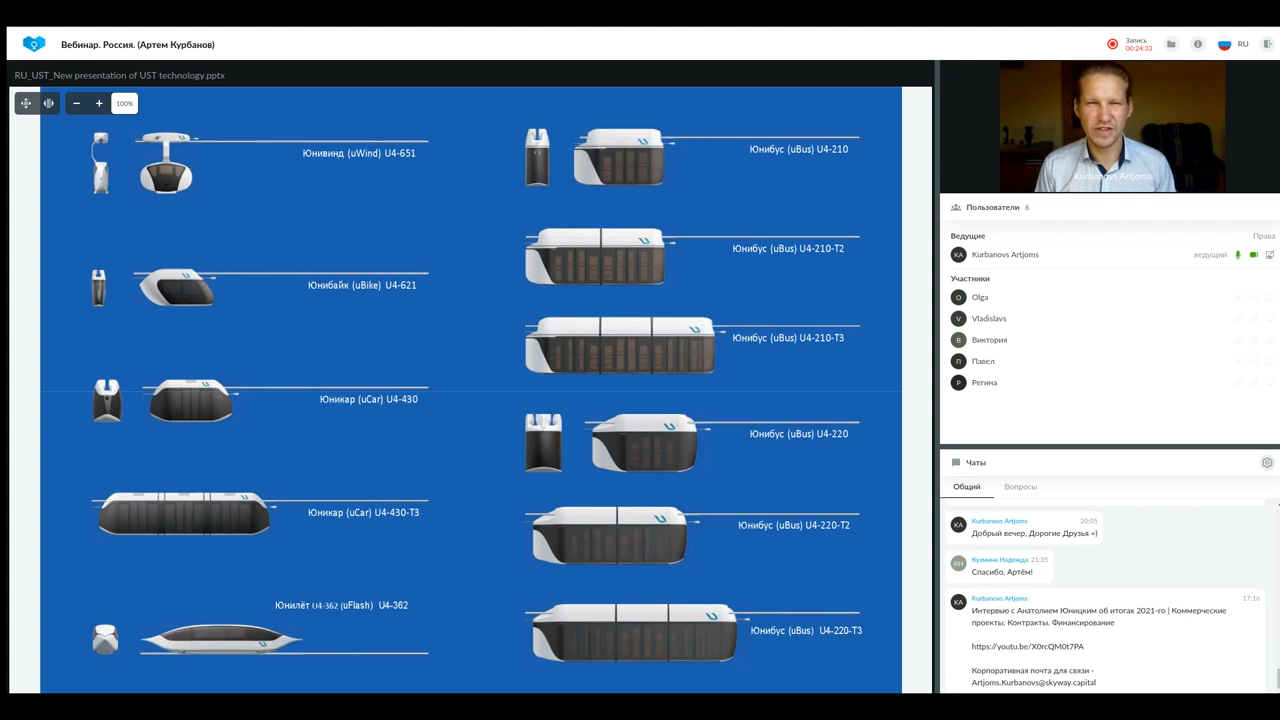 Вебинар. Россия. (Артем Курбанов)
Запись
00:24:33
RU
RU_UST_New presentation of UST technology.pptx
100%
Юнивинд (uWind) U4-651
Юнибайк (uBike) U4-621
Юникар (uCar) U4-430
Юникар (uCar) U4-430-T3
Юнилёт U4-362 (uFlash) U4-362
Юнибус (uBus) U4-210
Юнибус (uBus) U4-210-T2
Юнибус (uBus) U4-210-T3
Юнибус (uBus) U4-220
Юнибус (uBus) U4-220-T2
Юнибус (uBus) U4-220-T3
Kurbanovs Artjoms
Пользователи 6
Ведущие Права
KA Kurbanovs Artjoms ведущий
Участники
O Olga
V Vladislavs
В Виктория
П Павел
Р Регина
Чаты
Общий Вопросы
KA Kurbanovs Artjoms 20:05
Добрый вечер, Дорогие Друзья =)
КН Кузмина Надежда 21:35
Спасибо, Артём!
KA Kurbanovs Artjoms 17:16
Интервью с Анатолием Юницким об итогах 2021-го | Коммерческие
проекты. Контракты. Финансирование
https://youtu.be/X0rcQM0t7PA
Корпоративная почта для связи -
Artjoms.Kurbanovs@skyway.capital